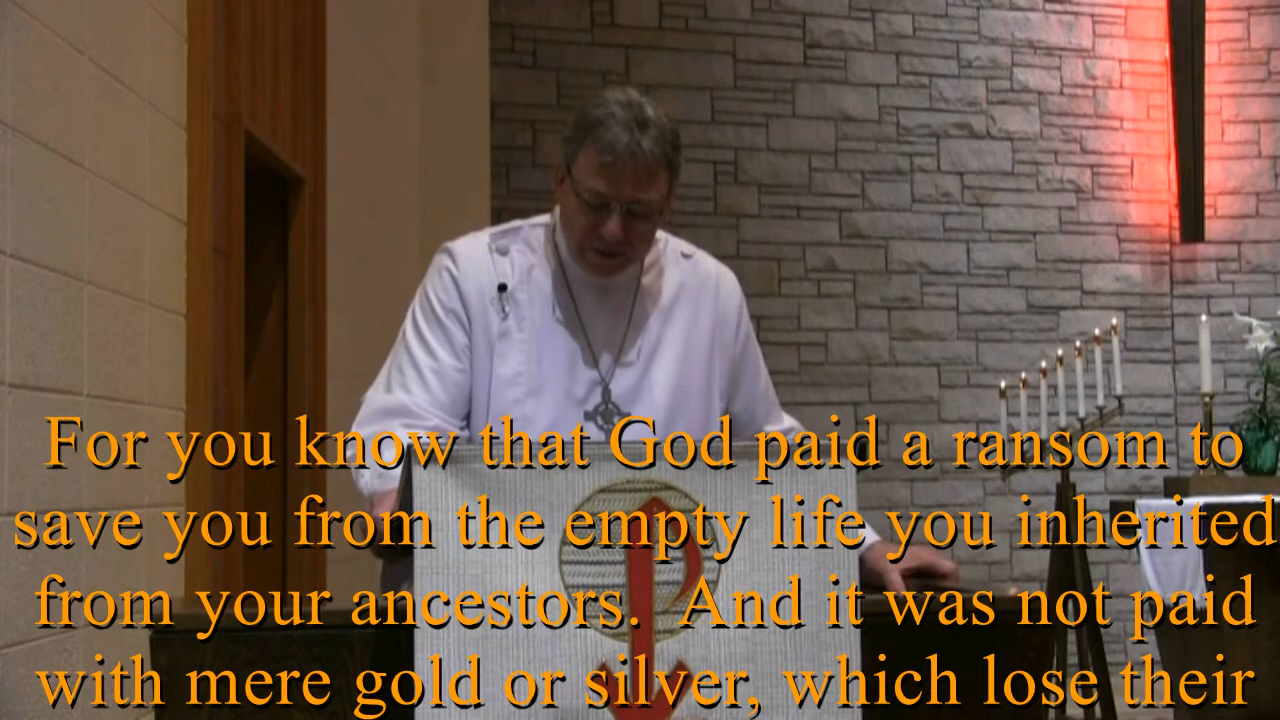 For you know that God paid a ransom to
save you from the empty life you inherited
from your ancestors.  And it was not paid
with mere gold or silver, which lose their